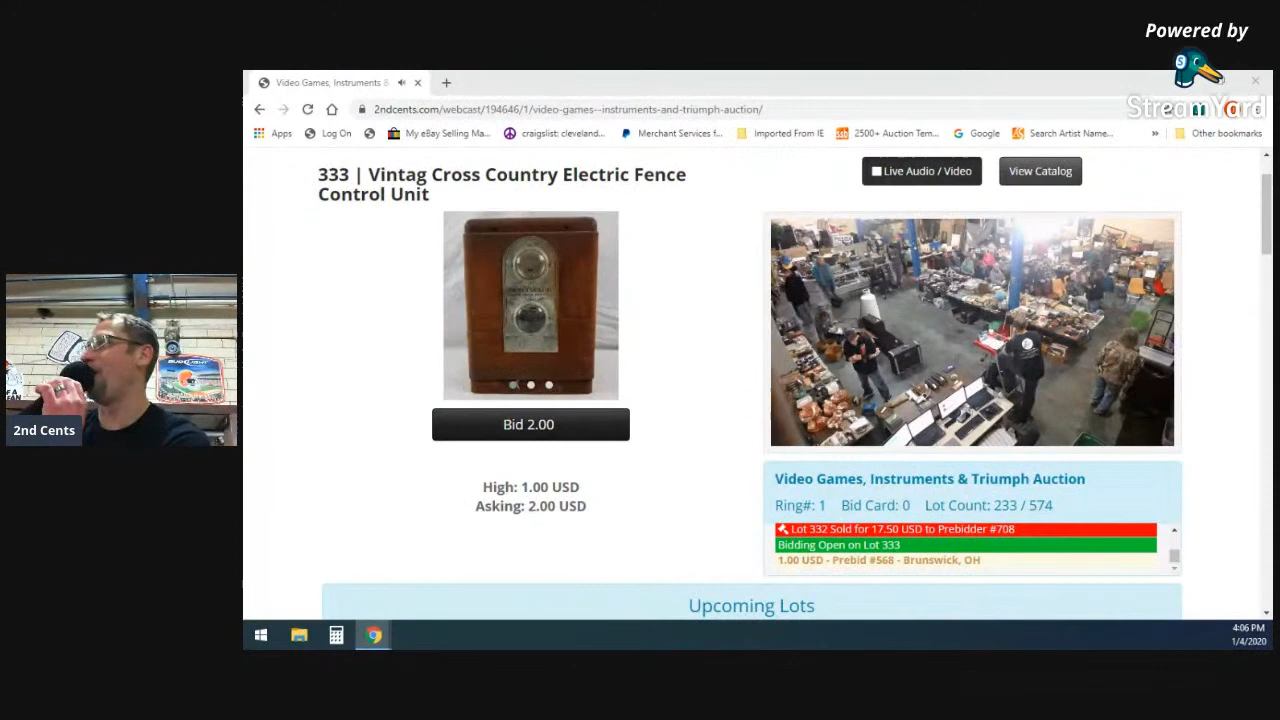 Powered by
StreamYard
Video Games, Instruments &
2ndcents.com/webcast/194646/1/video-games--instruments-and-triumph-auction/
Apps Log On My eBay Selling Ma... craigslist: cleveland... Merchant Services f... Imported From IE 2500+ Auction Tem... Google Search Artist Name... » Other bookmarks
333 | Vintag Cross Country Electric Fence
Control Unit
Live Audio / Video
View Catalog
Bid 2.00
High: 1.00 USD
Asking: 2.00 USD
BUD LIGHT
2nd Cents
Video Games, Instruments & Triumph Auction
Ring#: 1 Bid Card: 0 Lot Count: 233 / 574
Lot 332 Sold for 17.50 USD to Prebidder #708
Bidding Open on Lot 333
1.00 USD - Prebid #568 - Brunswick, OH
Upcoming Lots
4:06 PM
1/4/2020